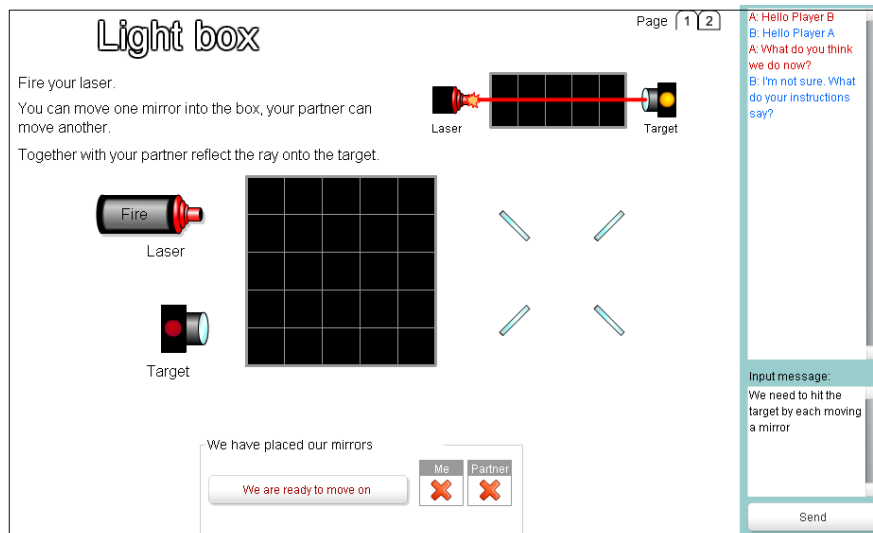 Light box
Page 1 2
Fire your laser.
You can move one mirror into the box, your partner can
move another.
Together with your partner reflect the ray onto the target.
Laser
Target
Fire
Laser
Target
We have placed our mirrors
Me
Partner
We are ready to move on
A: Hello Player B
B: Hello Player A
A: What do you think
we do now?
B: I'm not sure. What
do your instructions
say?
Input message:
We need to hit the
target by each moving
a mirror
Send